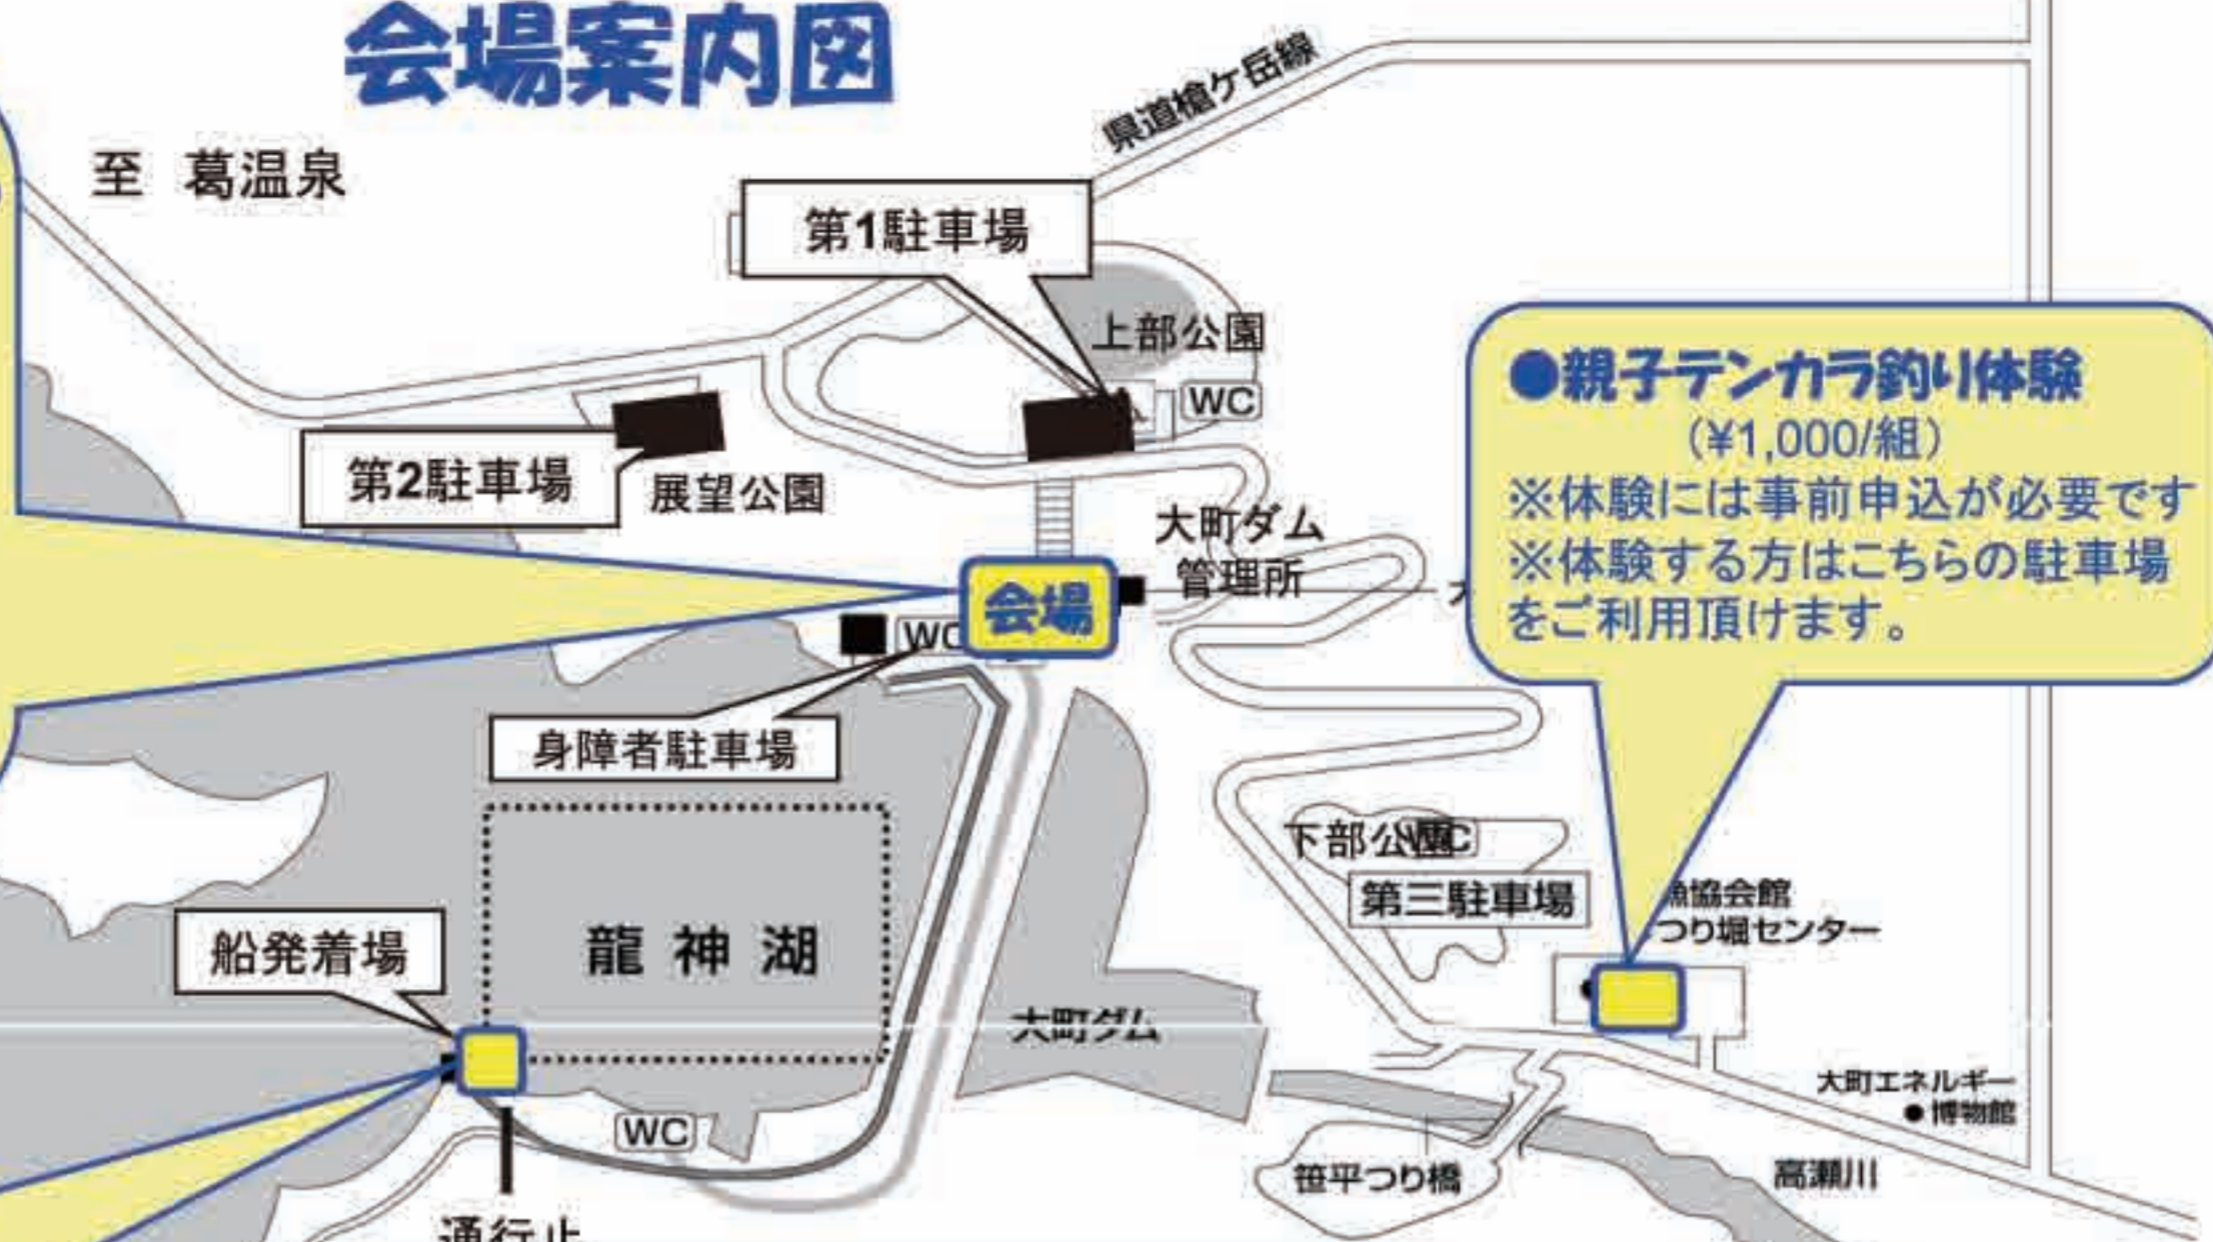 会場案内図
県道槍ケ岳線
至 葛温泉
第1駐車場
上部公園
WC
●親子テンカラ釣り体験
(¥1,000/組)
※体験には事前申込が必要です
※体験する方はこちらの駐車場
をご利用頂けます。
第2駐車場
展望公園
大町ダム
管理所
会場
WC
身障者駐車場
下部公園
WC
第三駐車場
漁協会館
つり堀センター
船発着場
龍神湖
大町ダム
大町エネルギー
●博物館
WC
笹平つり橋
高瀬川
通行止